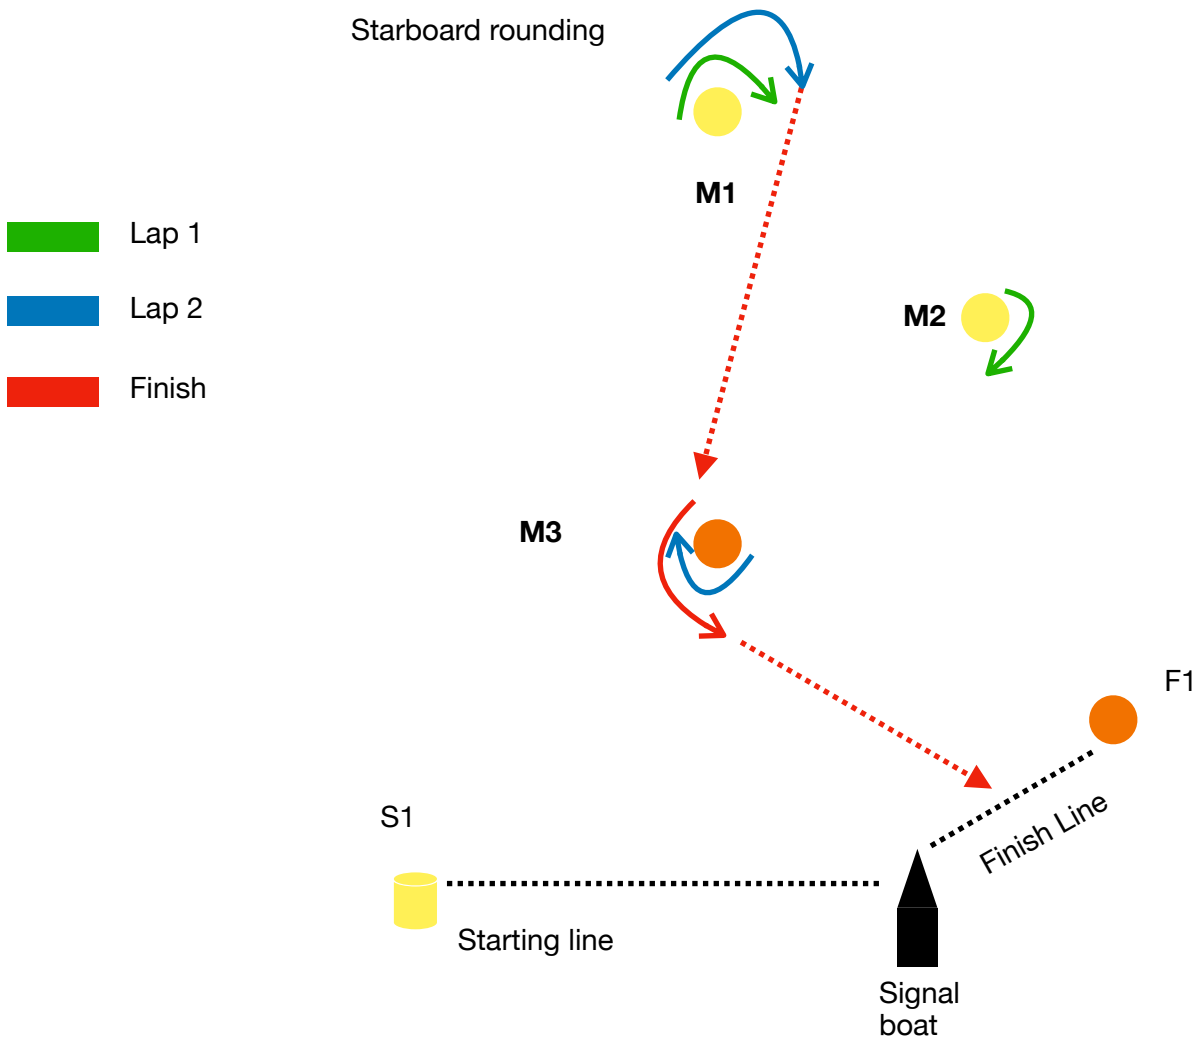 Starboard rounding
M1
Lap 1
Lap 2
M2
Finish
M3
F1
S1
Finish Line
Starting line
Signal
boat